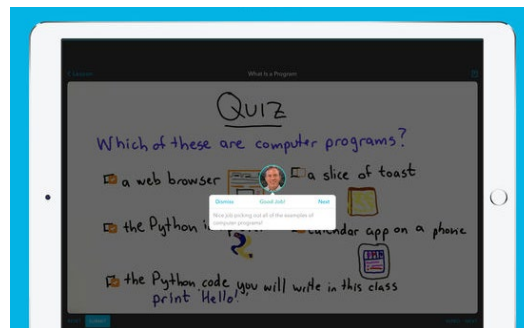 Lesson
What Is a Program
QUIZ
Which of these are computer programs?
a web browser
a slice of toast
Dismiss Good Job! Next
Nice job picking out all of the examples of
computer programs!
the Python
calendar app on a phone
the Python code you will write in this class
print 'Hello!'
SUBMIT